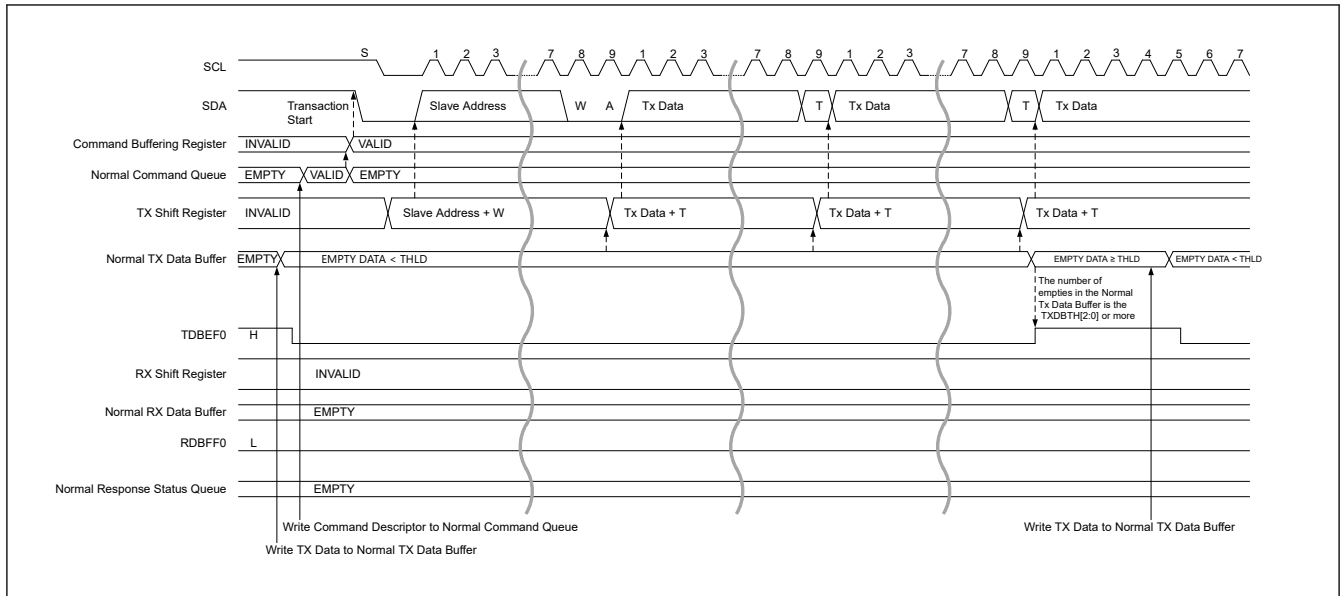 S 1 2 3 7 8 9 1 2 3 7 8 9 1 2 3 7 8 9 1 2 3 4 5 6 7
SCL
SDA Transaction Slave Address W A Tx Data T Tx Data T Tx Data
Start
Command Buffering Register INVALID VALID
Normal Command Queue EMPTY VALID EMPTY
TX Shift Register INVALID Slave Address + W Tx Data + T Tx Data + T Tx Data + T
Normal TX Data Buffer EMPTY EMPTY DATA < THLD EMPTY DATA ≥ THLD EMPTY DATA < THLD
The number of
empties in the Normal
Tx Data Buffer is the
TXDBTH[2:0] or more
TDBEF0 H
RX Shift Register INVALID
Normal RX Data Buffer EMPTY
RDBFF0 L
Normal Response Status Queue EMPTY
Write Command Descriptor to Normal Command Queue Write TX Data to Normal TX Data Buffer
Write TX Data to Normal TX Data Buffer